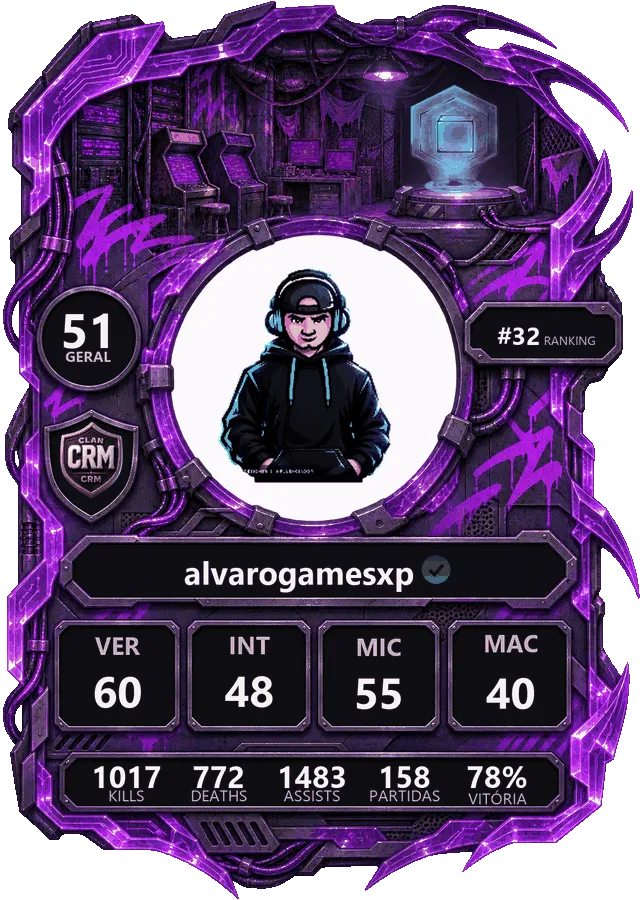 51
GERAL
#32 RANKING
CLAN
CRM
CRM
alvarogamesxp
VER
60
INT
48
MIC
55
MAC
40
1017
KILLS
772
DEATHS
1483
ASSISTS
158
PARTIDAS
78%
VITÓRIA